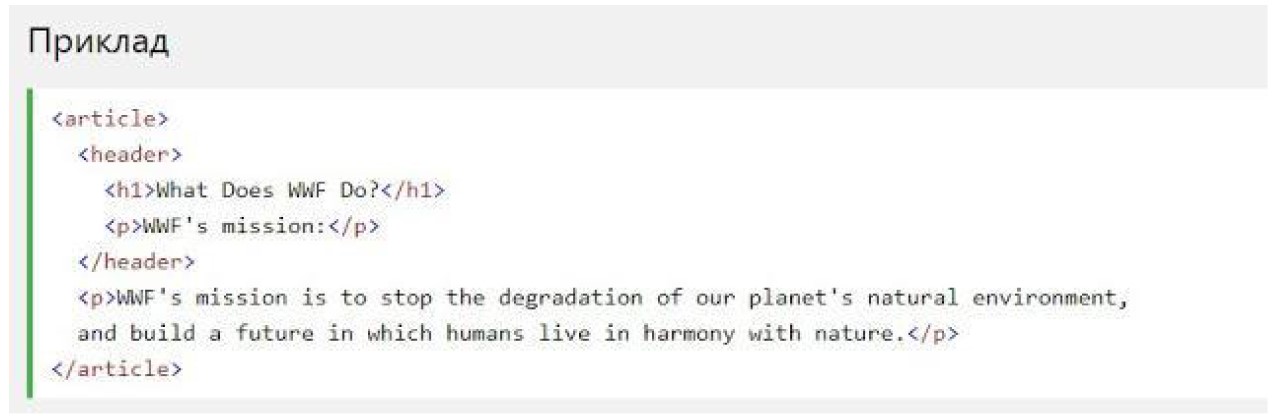 Приклад
<article>
<header>
<h1>What Does WWF Do?</h1>
<p>WWF's mission:</p>
</header>
<p>WWF's mission is to stop the degradation of our planet's natural environment,
and build a future in which humans live in harmony with nature.</p>
</article>